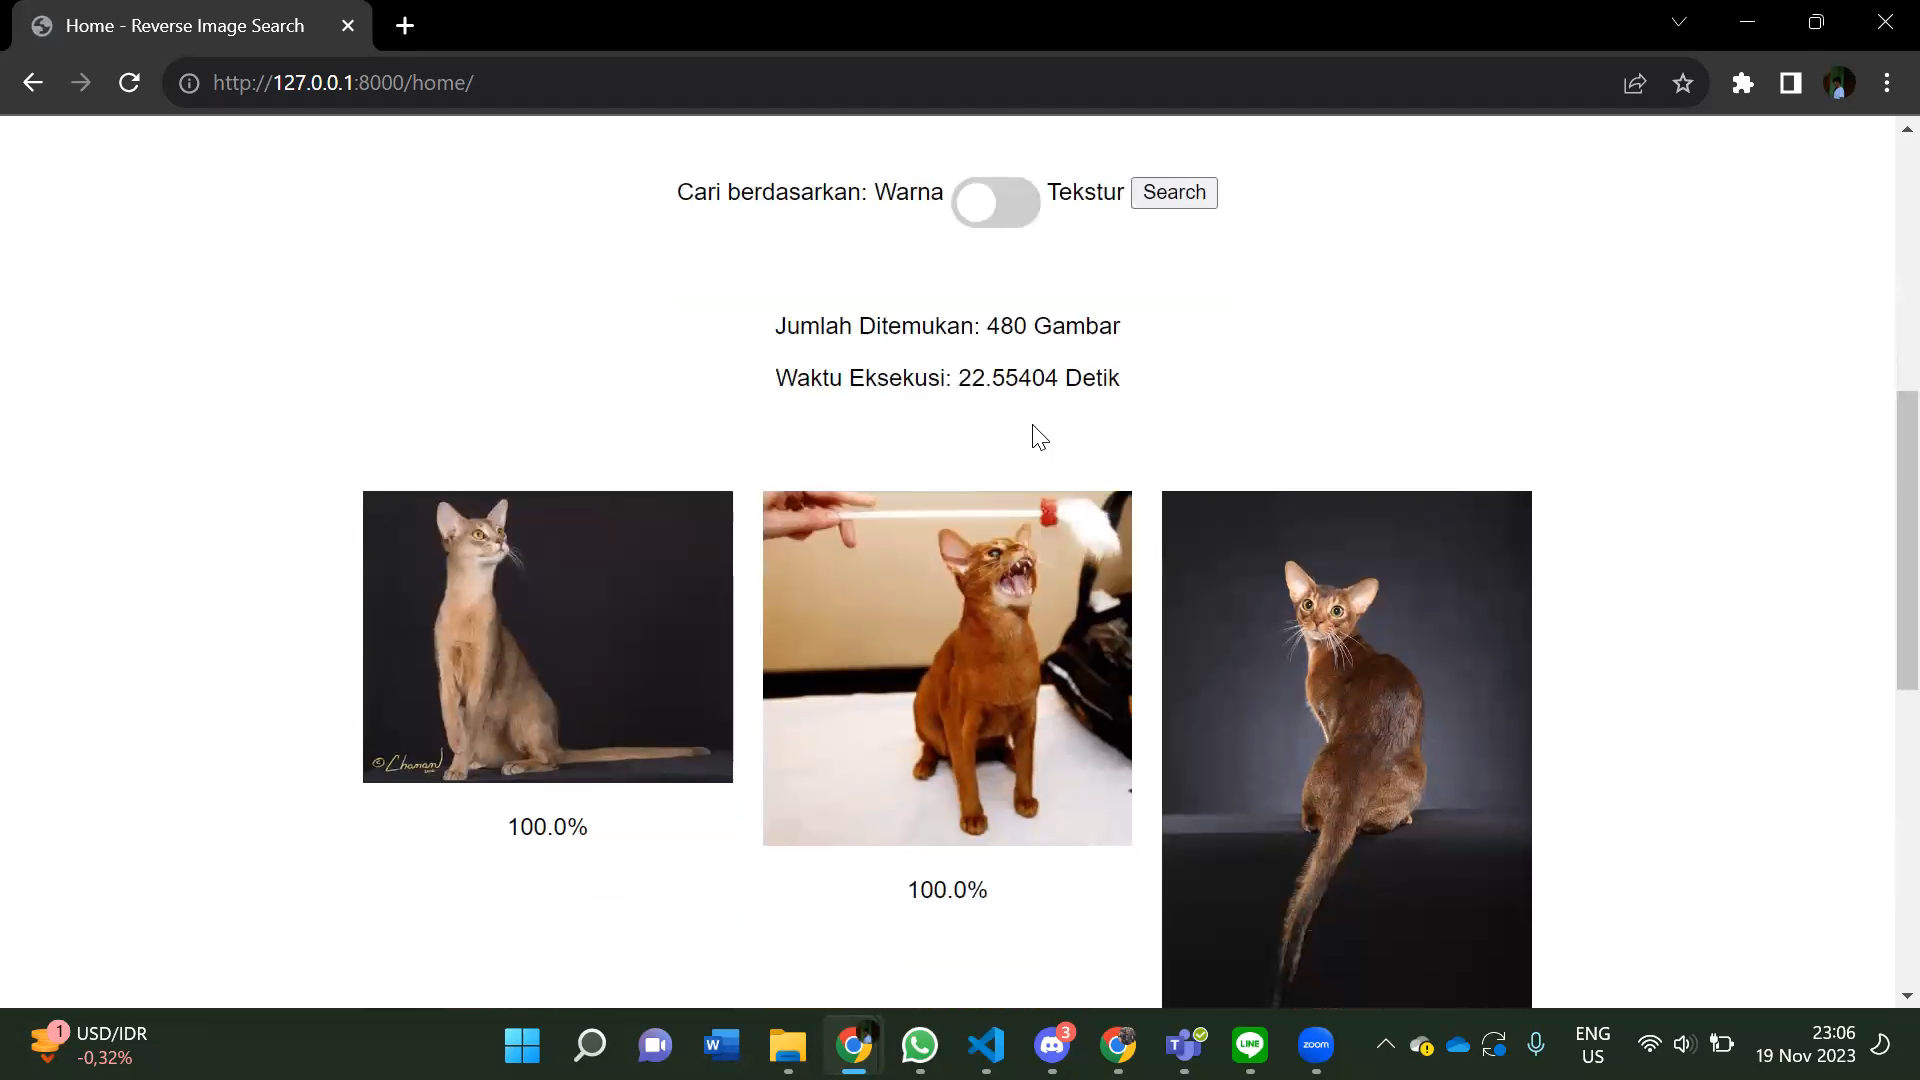 Home - Reverse Image Search
http://127.0.0.1:8000/home/
Cari berdasarkan: Warna Tekstur Search
Jumlah Ditemukan: 480 Gambar
Waktu Eksekusi: 22.55404 Detik
© Chanan
100.0%
100.0%
1 USD/IDR
-0,32%
W
3
zoom
LINE
ENG
US
23:06
19 Nov 2023